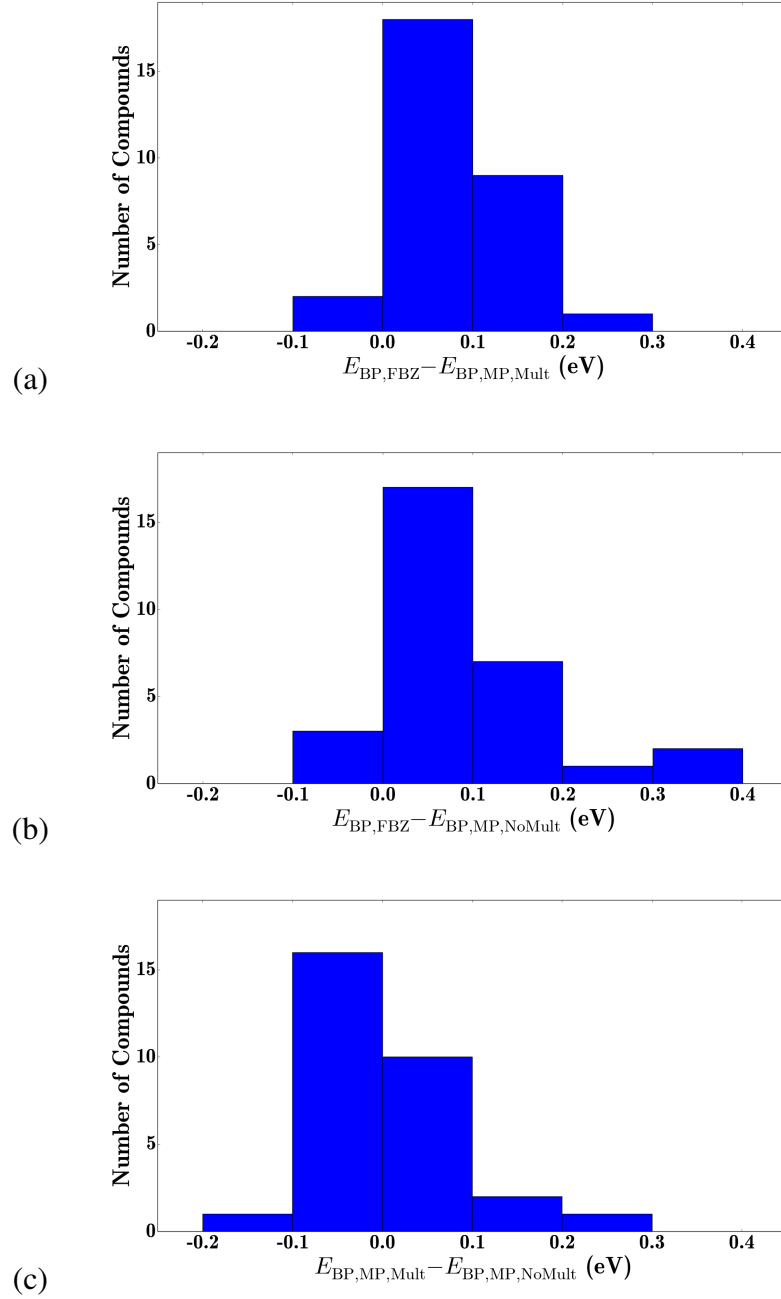 Number of Compounds
15
10
5
0
-0.2 -0.1 0.0 0.1 0.2 0.3 0.4
E_BP,FBZ−E_BP,MP,Mult (eV)
(a)
Number of Compounds
15
10
5
0
-0.2 -0.1 0.0 0.1 0.2 0.3 0.4
E_BP,FBZ−E_BP,MP,NoMult (eV)
(b)
Number of Compounds
15
10
5
0
-0.2 -0.1 0.0 0.1 0.2 0.3 0.4
E_BP,MP,Mult−E_BP,MP,NoMult (eV)
(c)